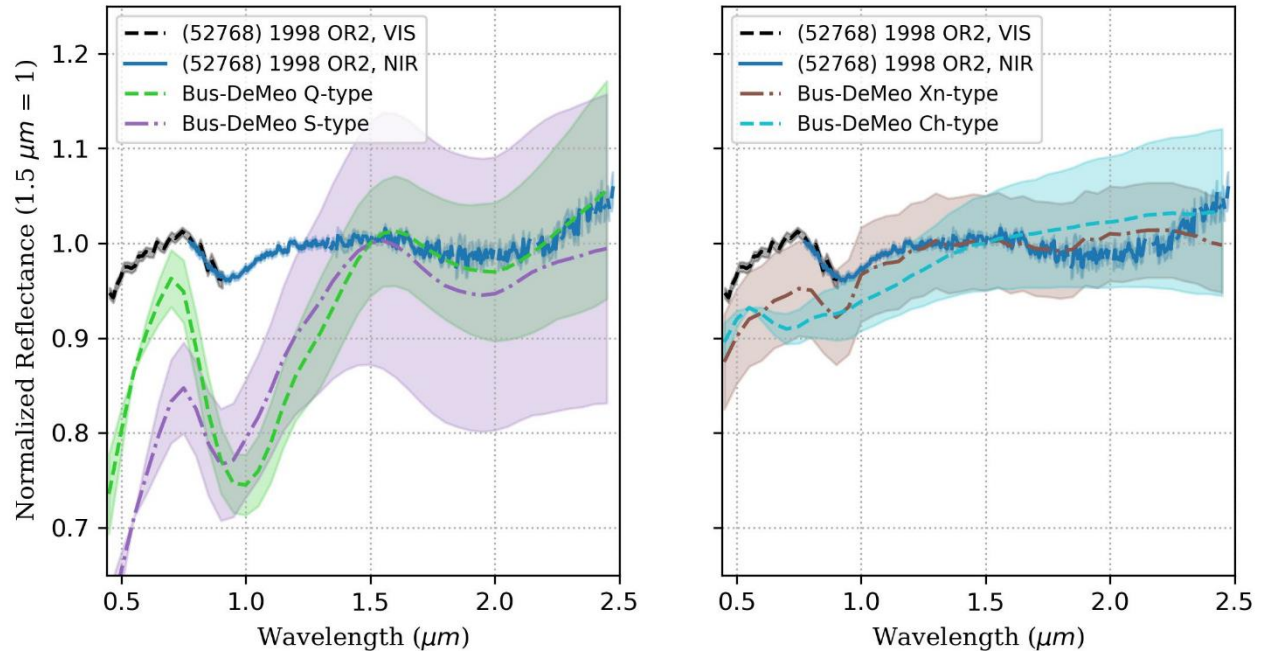 (52768) 1998 OR2, VIS
(52768) 1998 OR2, NIR
Bus-DeMeo Q-type
Bus-DeMeo S-type
Normalized Reflectance (1.5 μm = 1)
1.2
1.1
1.0
0.9
0.8
0.7
0.5 1.0 1.5 2.0 2.5
Wavelength (μm)
(52768) 1998 OR2, VIS
(52768) 1998 OR2, NIR
Bus-DeMeo Xn-type
Bus-DeMeo Ch-type
0.5 1.0 1.5 2.0 2.5
Wavelength (μm)